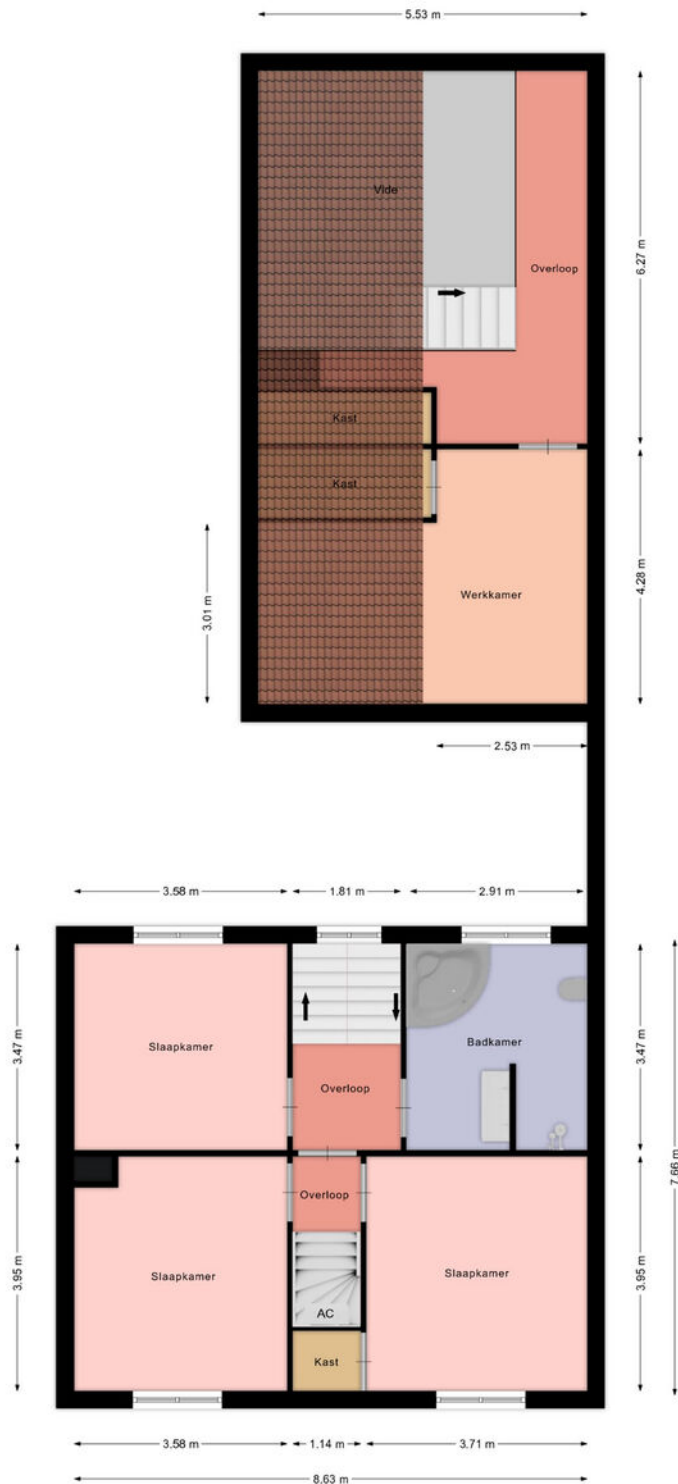 5.53 m
Vide
Overloop
6.27 m
Kast
Kast
4.28 m
Werkkamer
3.01 m
2.53 m
3.58 m
1.81 m
2.91 m
3.47 m
Slaapkamer
Badkamer
3.47 m
Overloop
7.66 m
Overloop
3.95 m
Slaapkamer
Slaapkamer
3.95 m
AC
Kast
3.58 m
1.14 m
3.71 m
8.63 m